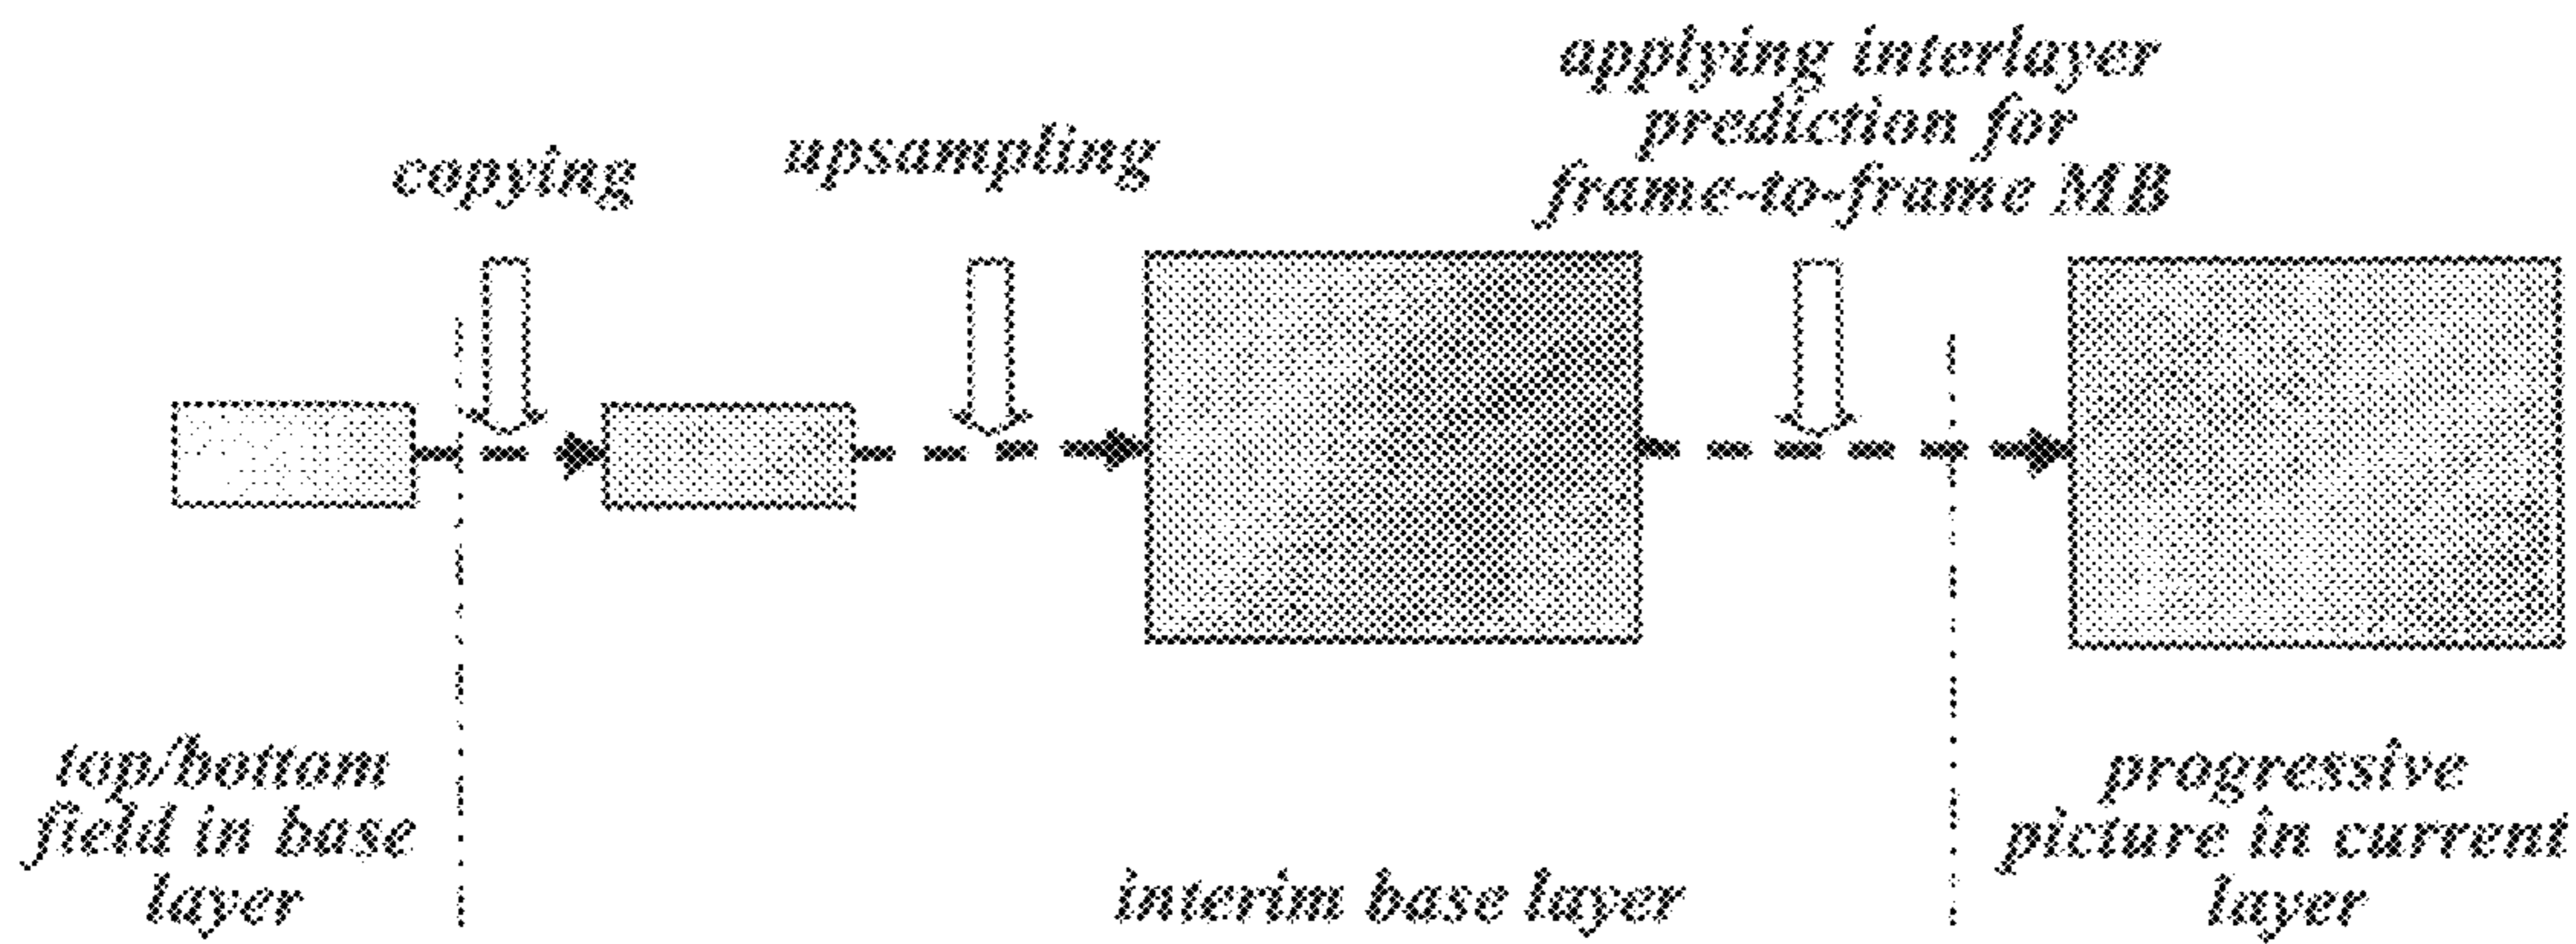 copying
upsampling
applying interlayer
prediction for
frame-to-frame MB
top/bottom
field in base
layer
interim base layer
progressive
picture in current
layer